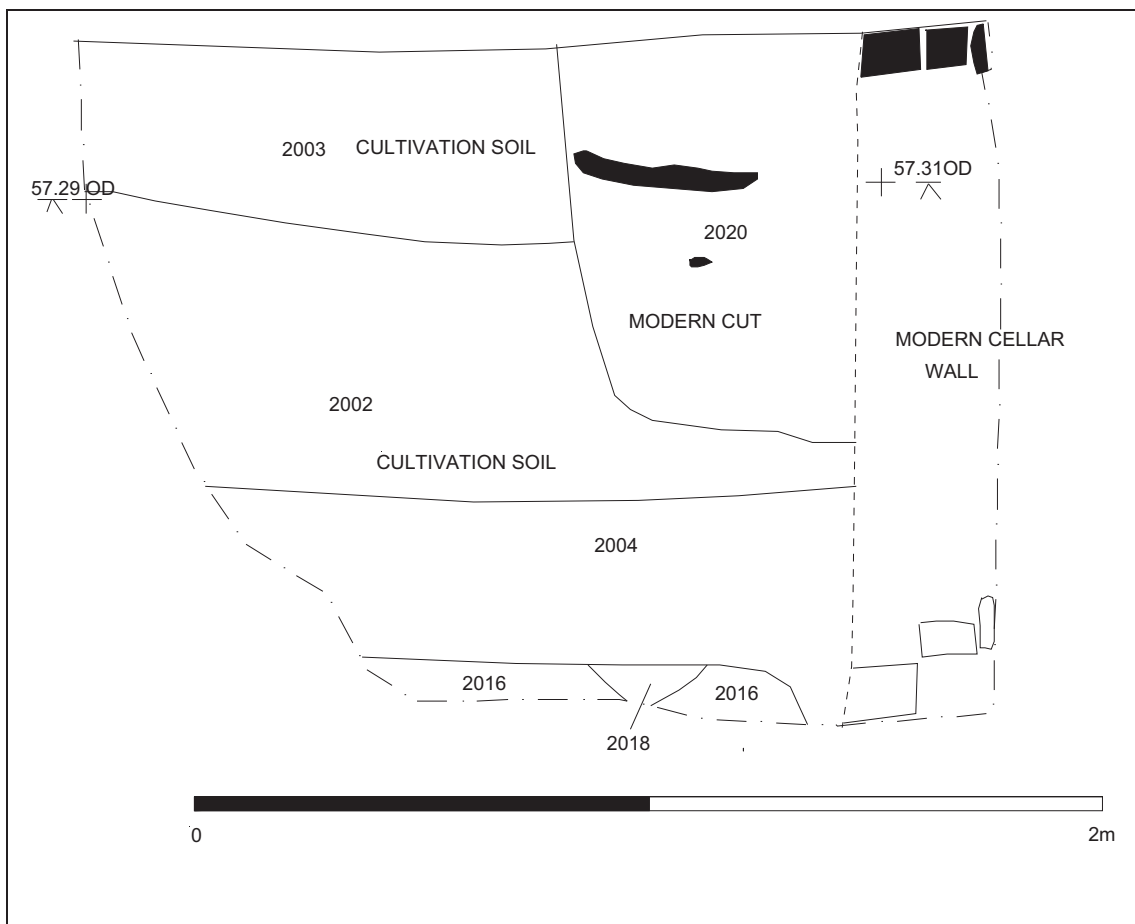 2003 CULTIVATION SOIL
57.29 OD
57.31OD
2020
MODERN CUT
MODERN CELLAR
WALL
2002
CULTIVATION SOIL
2004
2016
2016
2018
0
2m